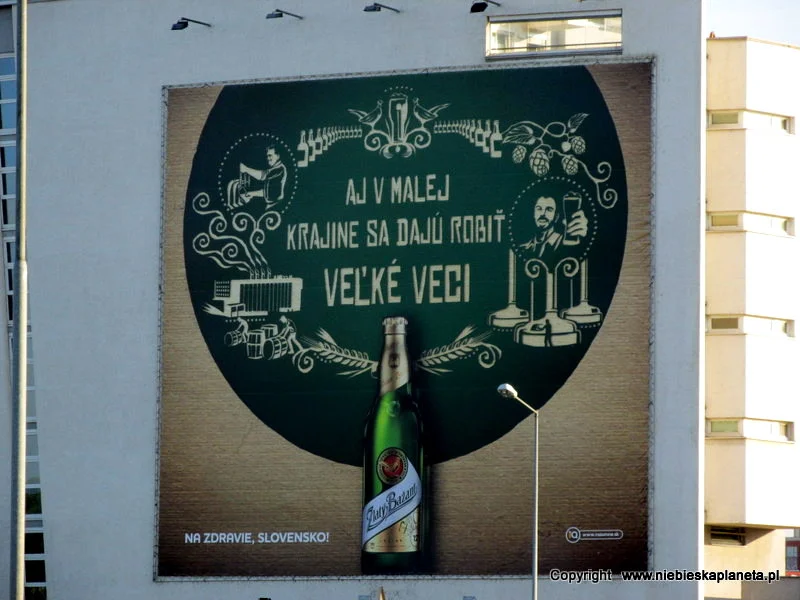 AJ V MALEJ
KRAJINE SA DAJÚ ROBIŤ
VEĽKÉ VECI
Zlatý Bažant
NA ZDRAVIE, SLOVENSKO!
Copyright www.niebieskaplaneta.pl